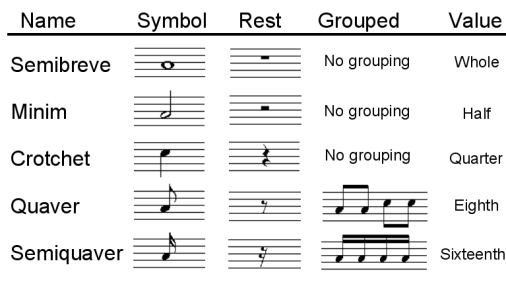 Name Symbol Rest Grouped Value
Semibreve No grouping Whole
Minim No grouping Half
Crotchet No grouping Quarter
Quaver Eighth
Semiquaver Sixteenth